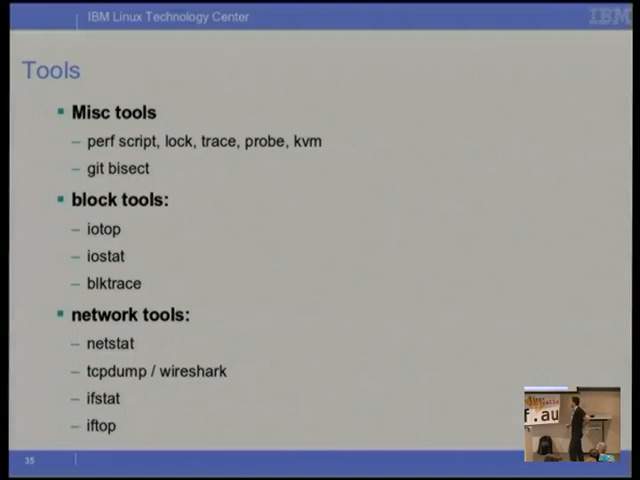 IBM Linux Technology Center
IBM
Tools
Misc tools
– perf script, lock, trace, probe, kvm
– git bisect
block tools:
– iotop
– iostat
– blktrace
network tools:
– netstat
– tcpdump / wireshark
– ifstat
– iftop
f.au
35